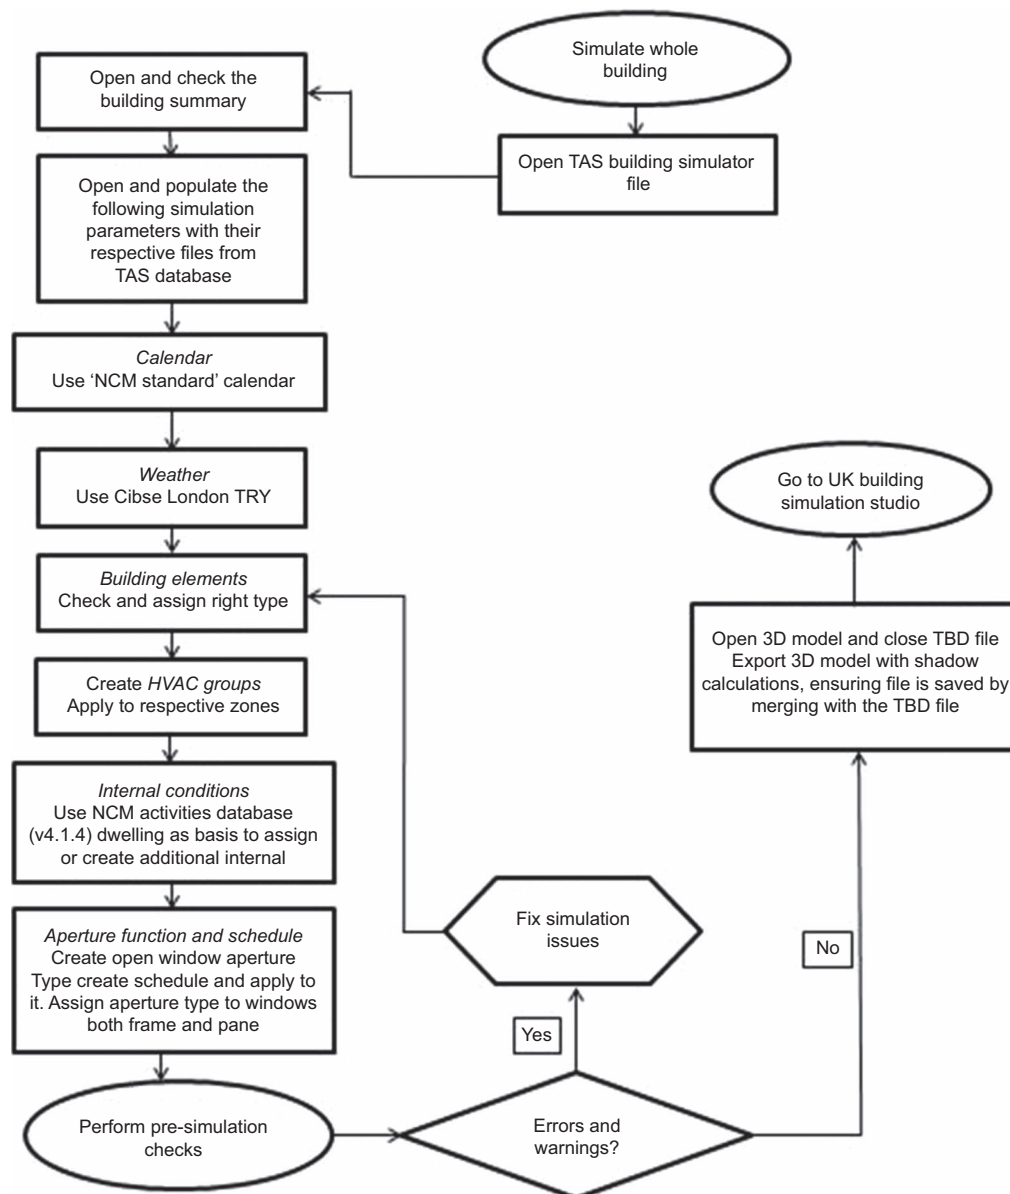 Simulate whole
building
Open TAS building simulator
file
Open and check the
building summary
Open and populate the
following simulation
parameters with their
respective files from
TAS database
Calendar
Use ‘NCM standard’ calendar
Weather
Use Cibse London TRY
Building elements
Check and assign right type
Create HVAC groups
Apply to respective zones
Internal conditions
Use NCM activities database
(v4.1.4) dwelling as basis to assign
or create additional internal
Aperture function and schedule
Create open window aperture
Type create schedule and apply to
it. Assign aperture type to windows
both frame and pane
Perform pre-simulation
checks
Errors and
warnings?
Yes
Fix simulation
issues
No
Open 3D model and close TBD file
Export 3D model with shadow
calculations, ensuring file is saved by
merging with the TBD file
Go to UK building
simulation studio